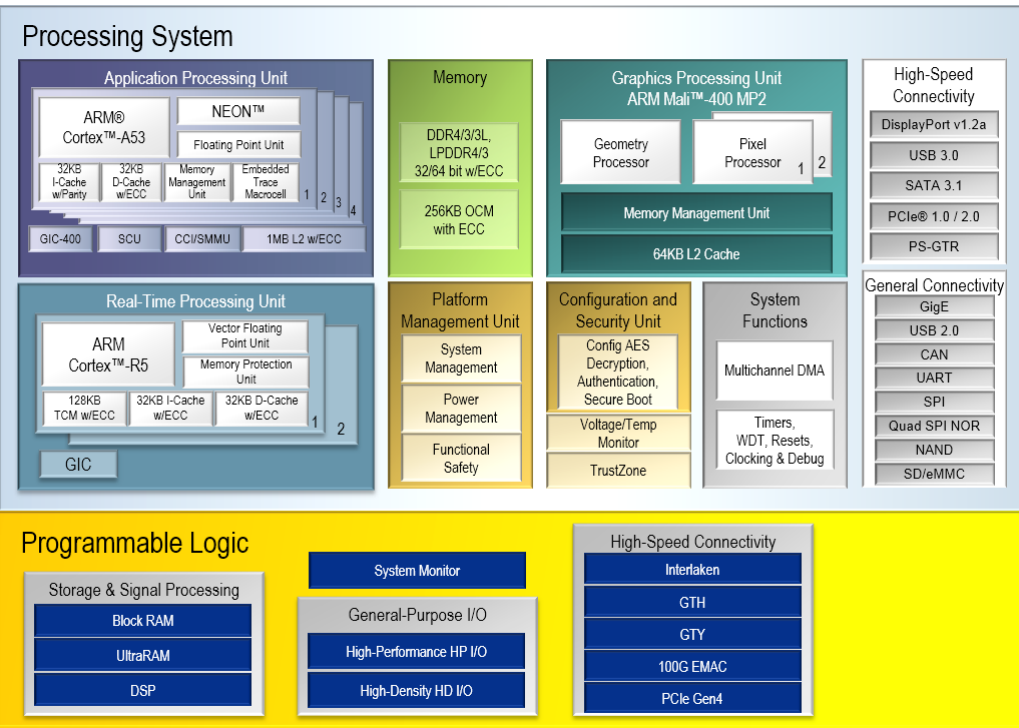 Processing System
Application Processing Unit
ARM®
Cortex™-A53
NEON™
Floating Point Unit
32KB
I-Cache
w/Parity
32KB
D-Cache
w/ECC
Memory
Management
Unit
Embedded
Trace
Macrocell
1
2
3
4
GIC-400
SCU
CCI/SMMU
1MB L2 w/ECC
Memory
DDR4/3/3L,
LPDDR4/3
32/64 bit w/ECC
256KB OCM
with ECC
Graphics Processing Unit
ARM Mali™-400 MP2
Geometry
Processor
Pixel
Processor
1
2
Memory Management Unit
64KB L2 Cache
High-Speed
Connectivity
DisplayPort v1.2a
USB 3.0
SATA 3.1
PCIe® 1.0 / 2.0
PS-GTR
Real-Time Processing Unit
ARM
Cortex™-R5
Vector Floating
Point Unit
Memory Protection
Unit
128KB
TCM w/ECC
32KB I-Cache
w/ECC
32KB D-Cache
w/ECC
1
2
GIC
Platform
Management Unit
System
Management
Power
Management
Functional
Safety
Configuration and
Security Unit
Config AES
Decryption,
Authentication,
Secure Boot
Voltage/Temp
Monitor
TrustZone
System
Functions
Multichannel DMA
Timers,
WDT, Resets,
Clocking & Debug
General Connectivity
GigE
USB 2.0
CAN
UART
SPI
Quad SPI NOR
NAND
SD/eMMC
Programmable Logic
Storage & Signal Processing
Block RAM
UltraRAM
DSP
System Monitor
General-Purpose I/O
High-Performance HP I/O
High-Density HD I/O
High-Speed Connectivity
Interlaken
GTH
GTY
100G EMAC
PCIe Gen4